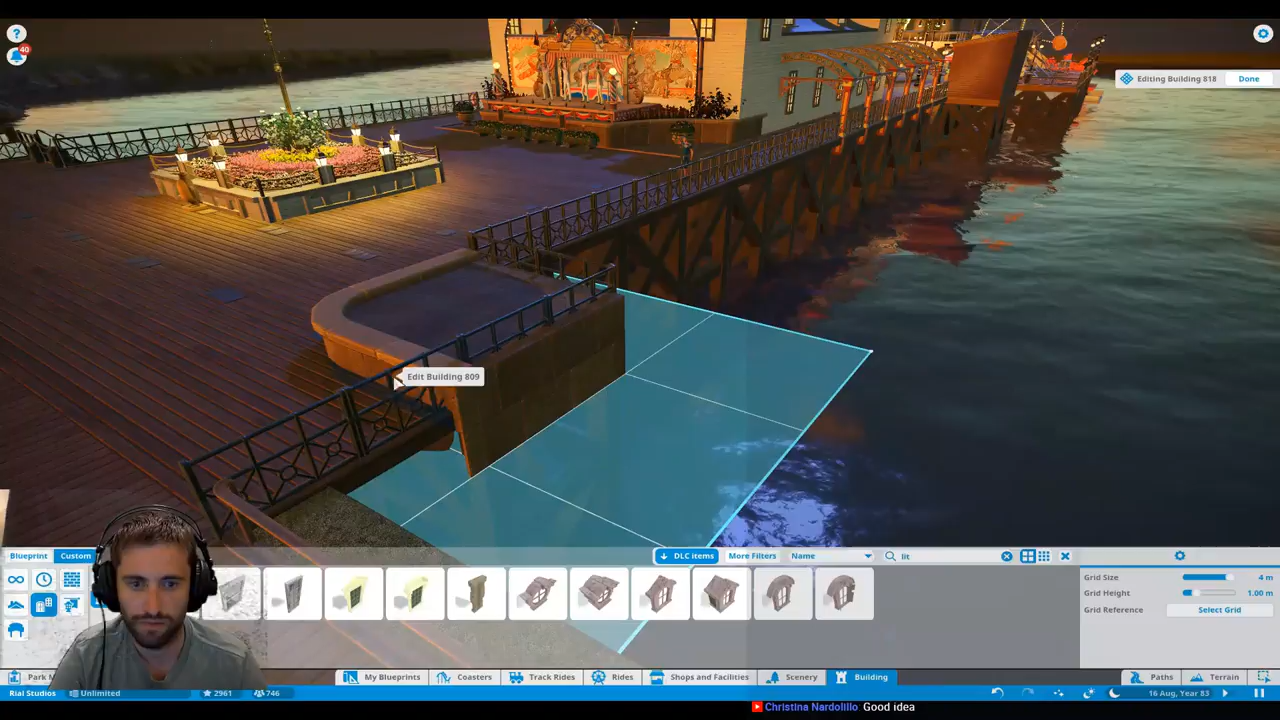 ?
40
Editing Building 818
Done
Edit Building 809
Blueprint
Custom
DLC items
More Filters
Name
lit
Grid Size
4 m
Grid Height
1.00 m
Grid Reference
Select Grid
Park
My Blueprints
Coasters
Track Rides
Rides
Shops and Facilities
Scenery
Building
Paths
Terrain
Rial Studios
Unlimited
2961
746
16 Aug, Year 83
Christina Nardolillo Good idea